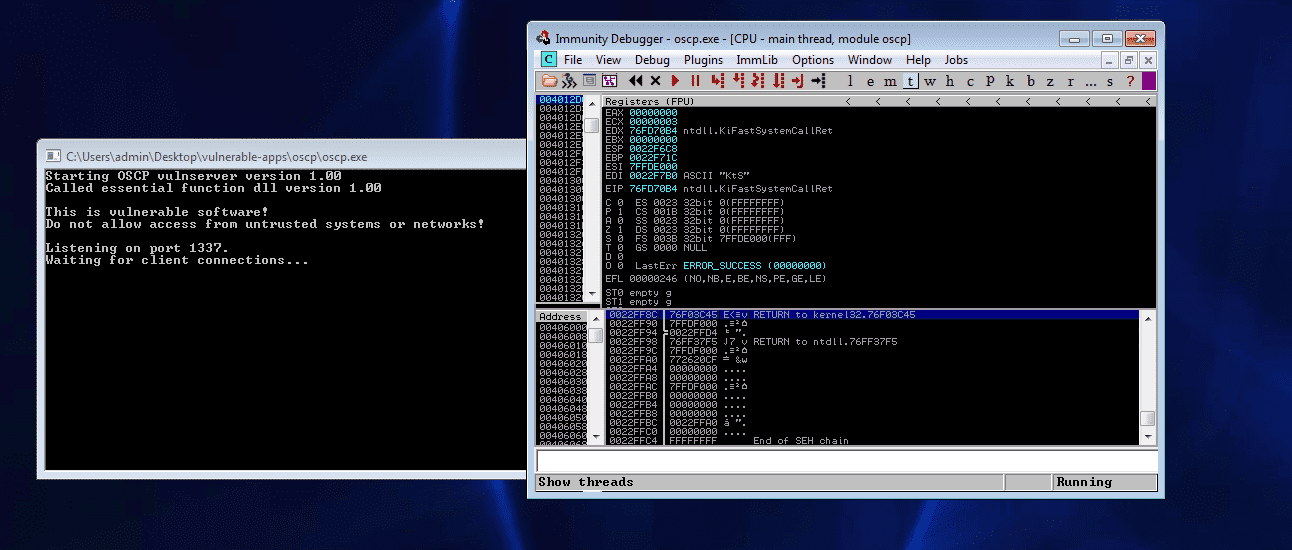 C:\Users\admin\Desktop\vulnerable-apps\oscp\oscp.exe
Starting OSCP vulnserver version 1.00
Called essential function dll version 1.00
This is vulnerable software!
Do not allow access from untrusted systems or networks!
Listening on port 1337.
Waiting for client connections...
Immunity Debugger - oscp.exe - [CPU - main thread, module oscp]
C File View Debug Plugins ImmLib Options Window Help Jobs
l e m t w h c P k b z r ... s ?
Registers (FPU) < < < < < < < < < < <
EAX 00000000
ECX 00000003
EDX 76FD70B4 ntdll.KiFastSystemCallRet
EBX 00000000
ESP 0022F6C8
EBP 0022F71C
ESI 7FFDE000
EDI 0022F7B0 ASCII "KtS"
EIP 76FD70B4 ntdll.KiFastSystemCallRet
C 0 ES 0023 32bit 0(FFFFFFFF)
P 1 CS 001B 32bit 0(FFFFFFFF)
A 0 SS 0023 32bit 0(FFFFFFFF)
Z 1 DS 0023 32bit 0(FFFFFFFF)
S 0 FS 003B 32bit 7FFDE000(FFF)
T 0 GS 0000 NULL
D 0
O 0 LastErr ERROR_SUCCESS (00000000)
EFL 00000246 (NO,NB,E,BE,NS,PE,GE,LE)
ST0 empty g
ST1 empty g
Address
00406000
00406008
00406010
00406018
00406020
00406028
00406030
00406038
00406040
00406048
00406050
00406058
00406060
0022FF8C 76F03C45 RETURN to kernel32.76F03C45
0022FF90 7FFDF000
0022FF94 0022FFD4
0022FF98 76FF37F5 RETURN to ntdll.76FF37F5
0022FF9C 7FFDF000
0022FFA0 772620CF
0022FFA4 00000000 ....
0022FFA8 00000000 ....
0022FFAC 7FFDF000
0022FFB0 00000000 ....
0022FFB4 00000000 ....
0022FFB8 00000000 ....
0022FFBC 0022FFA0
0022FFC0 00000000 ....
0022FFC4 FFFFFFFF End of SEH chain
Show threads
Running